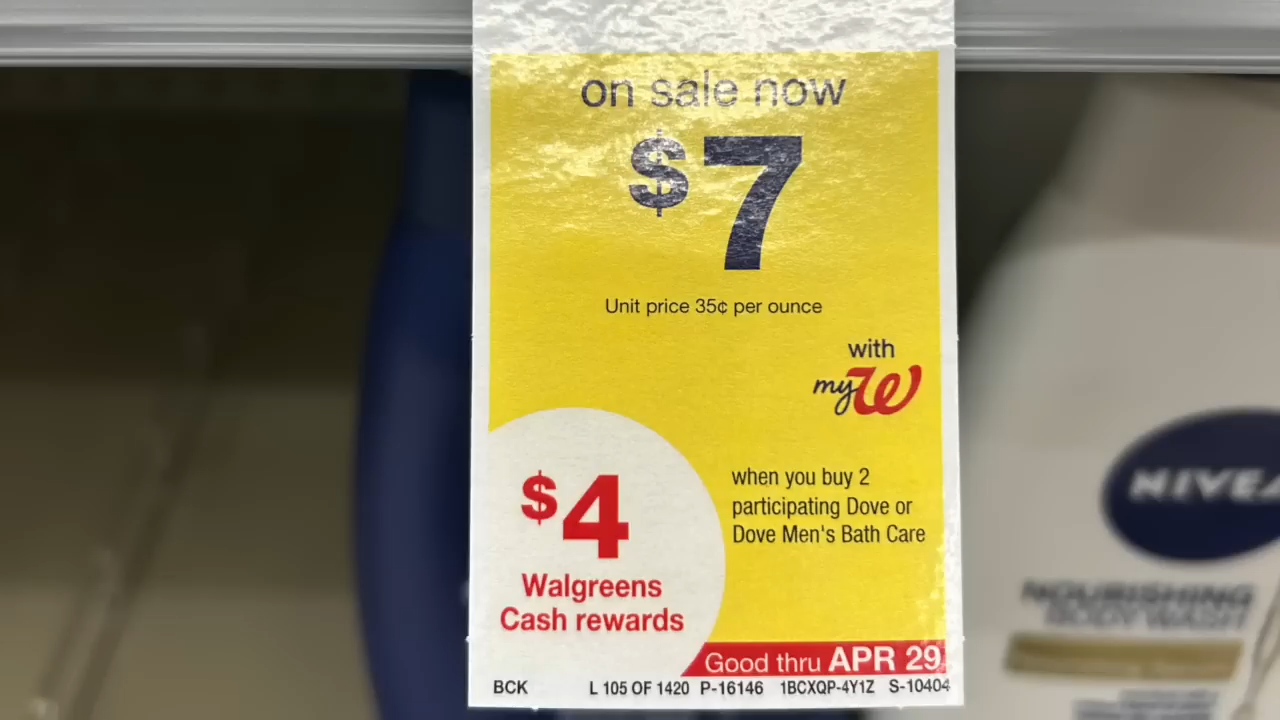 on sale now
$7
Unit price 35¢ per ounce
with
myW
$4
Walgreens
Cash rewards
when you buy 2
participating Dove or
Dove Men's Bath Care
Good thru APR 29
BCK L 105 OF 1420 P-16146 1BCXQP-4Y1Z S-10404
NIVEA
NOURISHING
BODY WASH